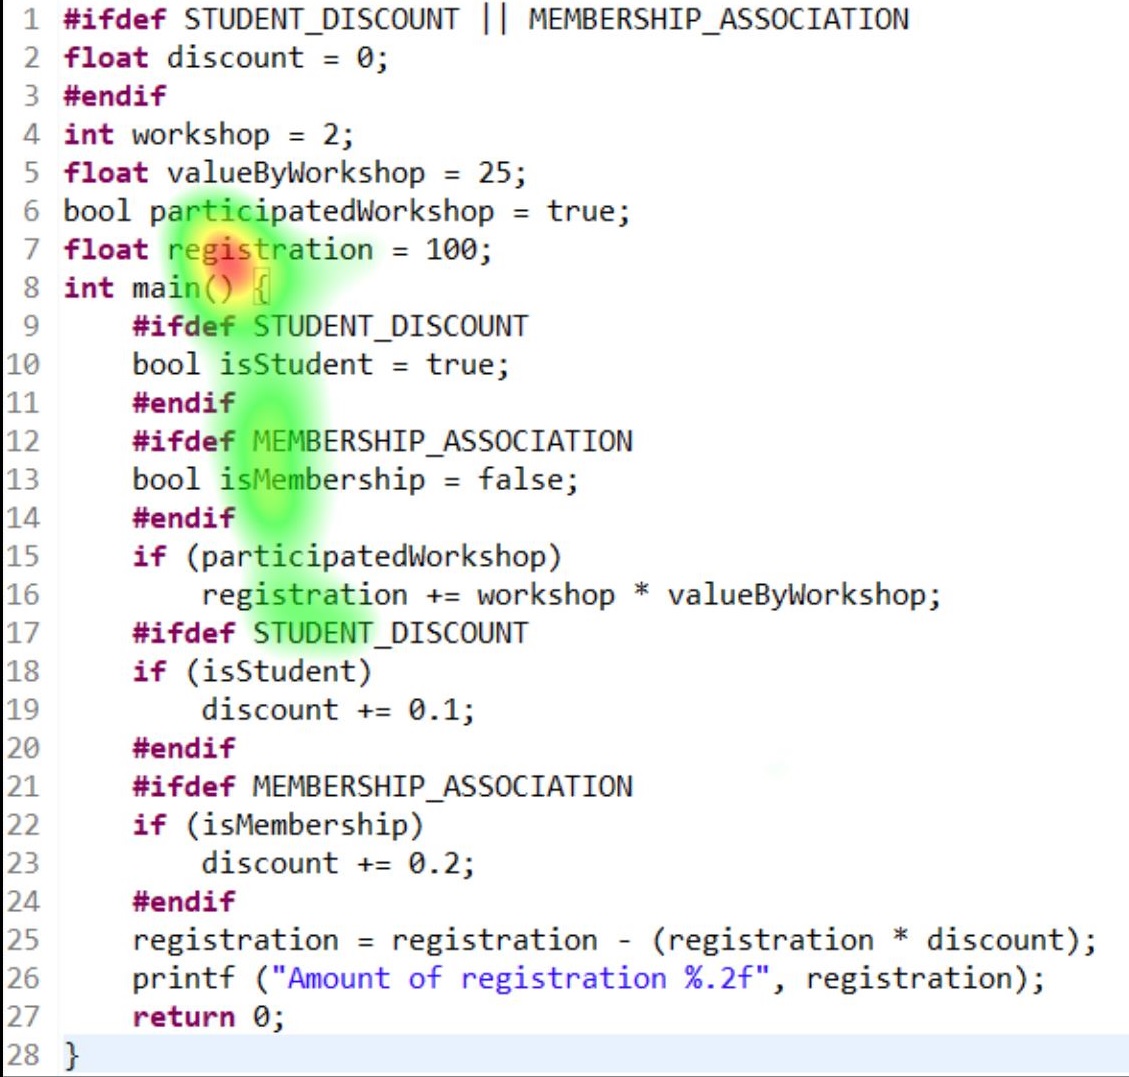 1 #ifdef STUDENT_DISCOUNT || MEMBERSHIP_ASSOCIATION
2 float discount = 0;
3 #endif
4 int workshop = 2;
5 float valueByWorkshop = 25;
6 bool participatedWorkshop = true;
7 float registration = 100;
8 int main() {
9 #ifdef STUDENT_DISCOUNT
10 bool isStudent = true;
11 #endif
12 #ifdef MEMBERSHIP_ASSOCIATION
13 bool isMembership = false;
14 #endif
15 if (participatedWorkshop)
16 registration += workshop * valueByWorkshop;
17 #ifdef STUDENT_DISCOUNT
18 if (isStudent)
19 discount += 0.1;
20 #endif
21 #ifdef MEMBERSHIP_ASSOCIATION
22 if (isMembership)
23 discount += 0.2;
24 #endif
25 registration = registration - (registration * discount);
26 printf ("Amount of registration %.2f", registration);
27 return 0;
28 }